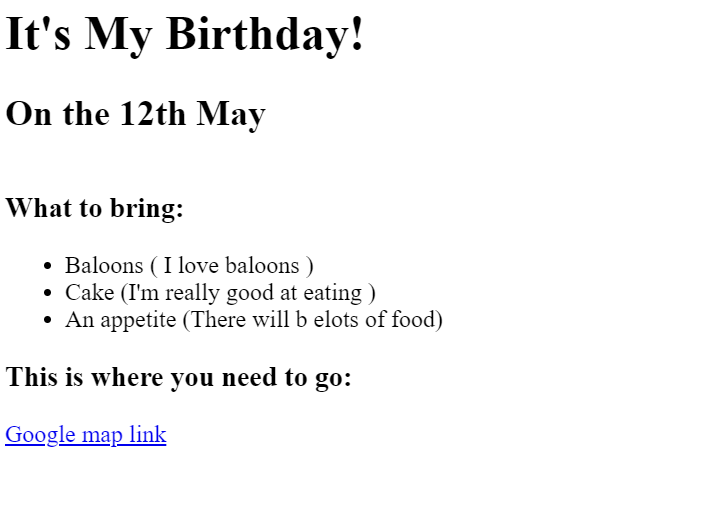 It's My Birthday!
On the 12th May
What to bring:
Baloons ( I love baloons )
Cake (I'm really good at eating )
An appetite (There will b elots of food)
This is where you need to go:
Google map link